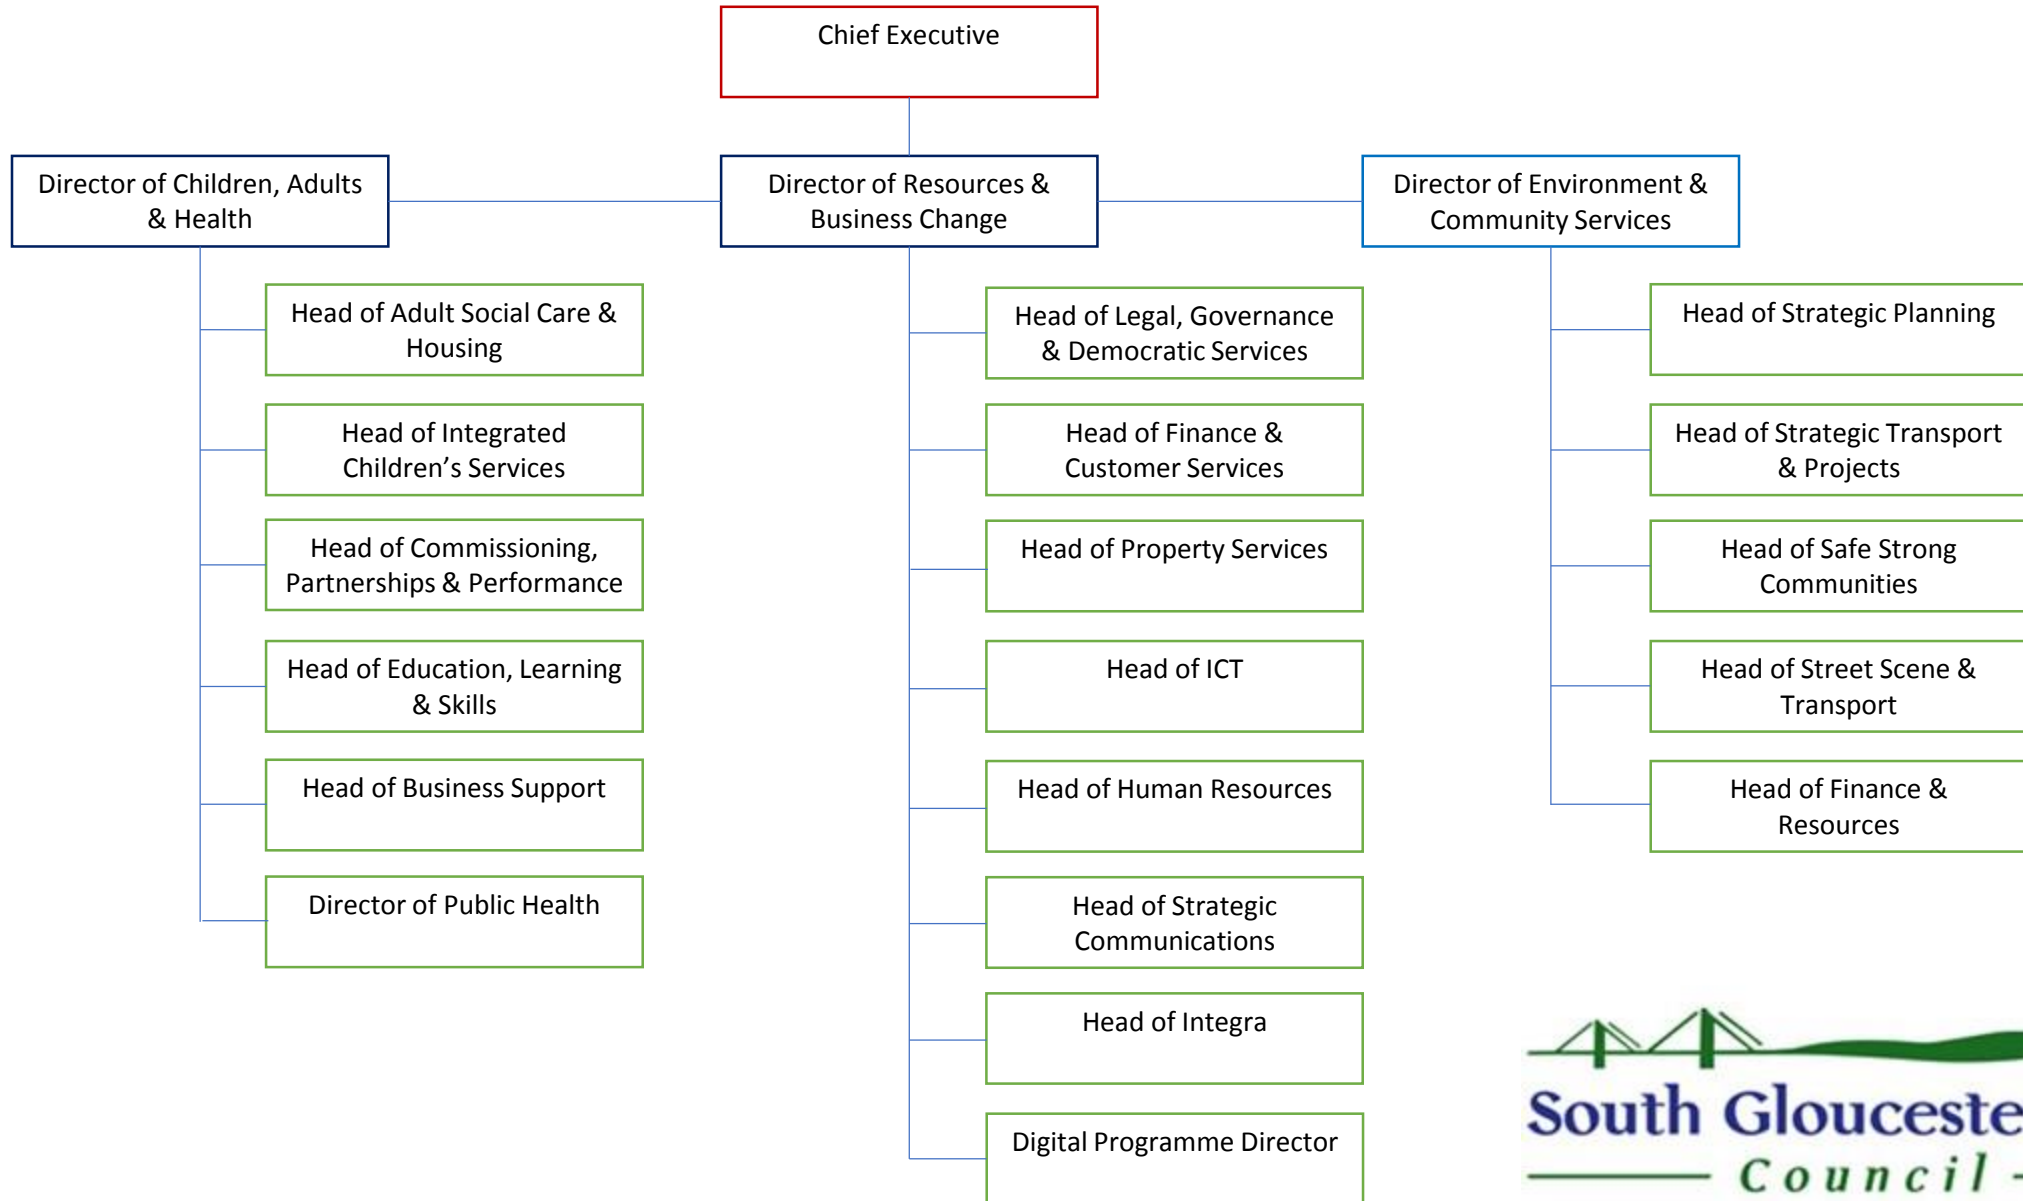 Chief Executive
Director of Children, Adults
& Health
Director of Resources &
Business Change
Director of Environment &
Community Services
Head of Adult Social Care &
Housing
Head of Integrated
Children’s Services
Head of Commissioning,
Partnerships & Performance
Head of Education, Learning
& Skills
Head of Business Support
Director of Public Health
Head of Legal, Governance
& Democratic Services
Head of Finance &
Customer Services
Head of Property Services
Head of ICT
Head of Human Resources
Head of Strategic
Communications
Head of Integra
Digital Programme Director
Head of Strategic Planning
Head of Strategic Transport
& Projects
Head of Safe Strong
Communities
Head of Street Scene &
Transport
Head of Finance &
Resources
South Glouceste
Council